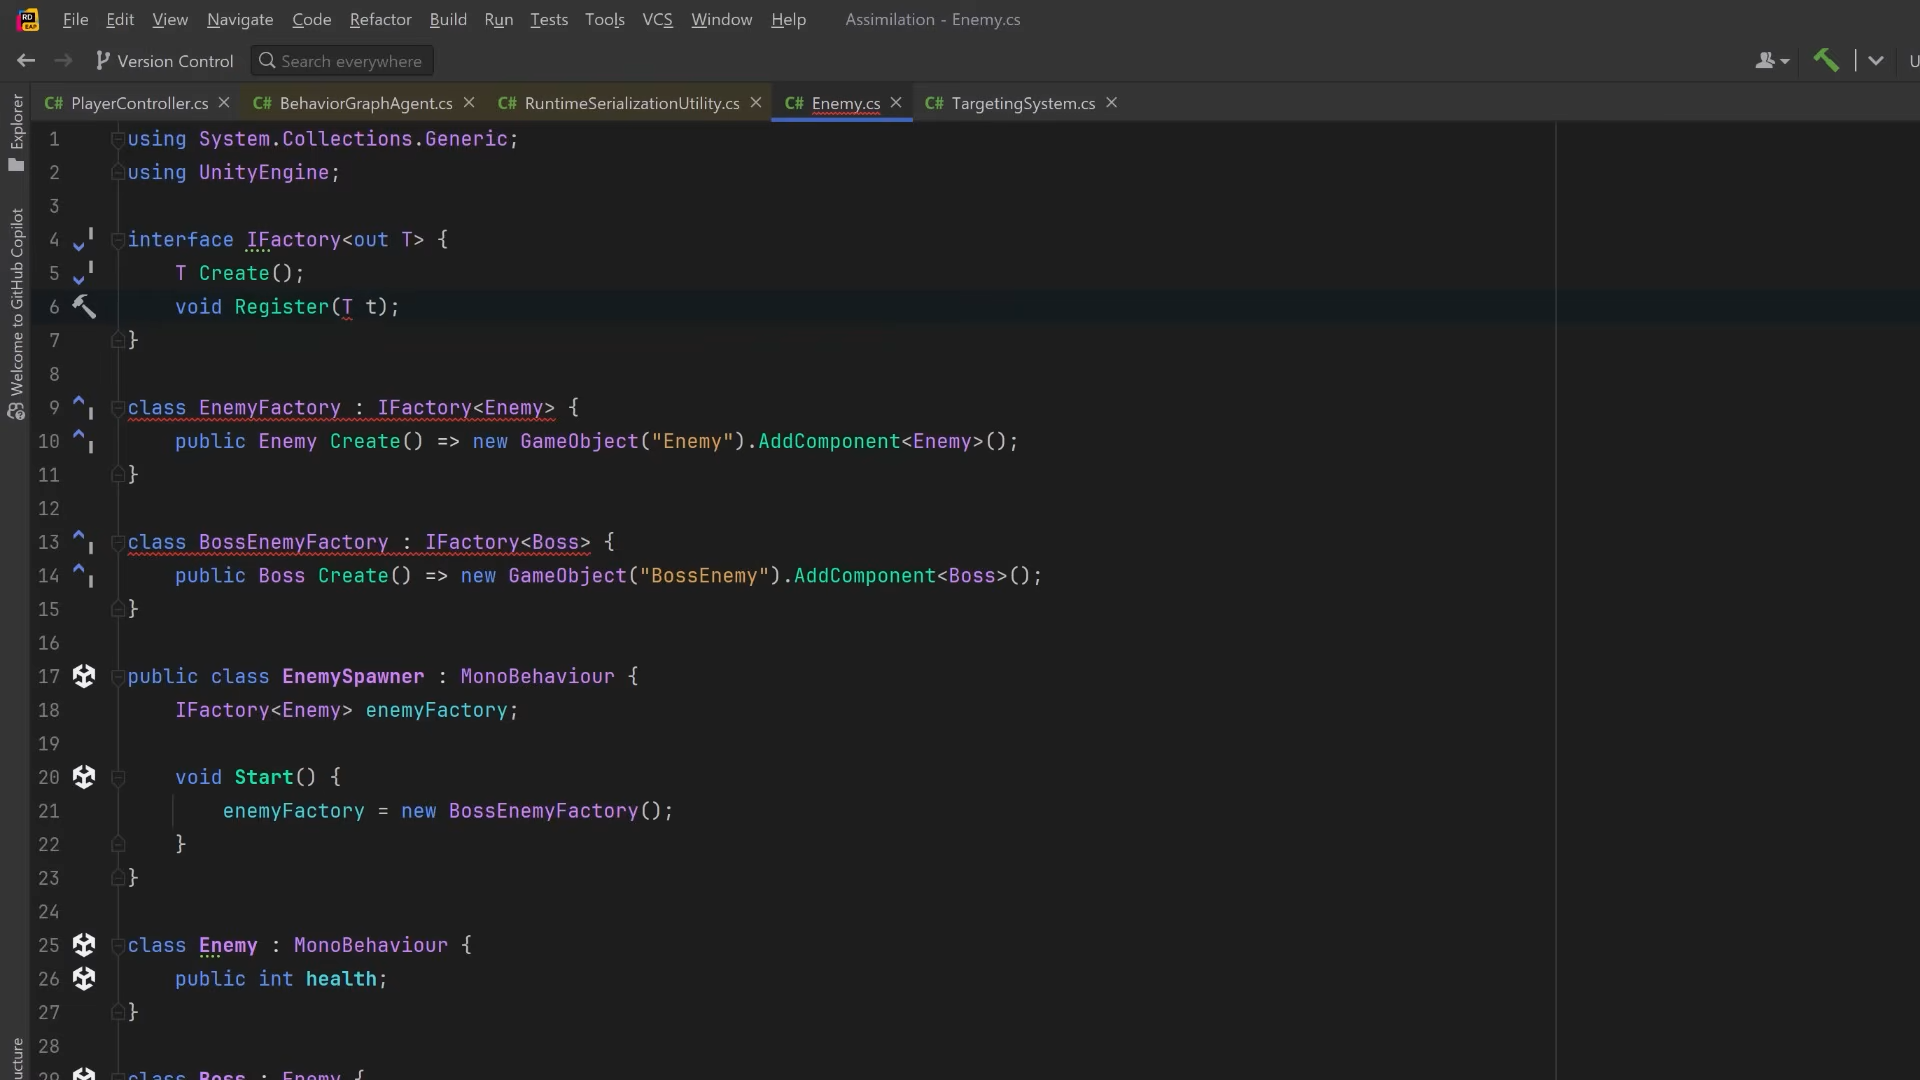 File Edit View Navigate Code Refactor Build Run Tests Tools VCS Window Help Assimilation - Enemy.cs
Version Control Search everywhere
PlayerController.cs BehaviorGraphAgent.cs RuntimeSerializationUtility.cs Enemy.cs TargetingSystem.cs
Explorer
Welcome to GitHub Copilot
1 using System.Collections.Generic;
2 using UnityEngine;
3
4 interface IFactory<out T> {
5 T Create();
6 void Register(T t);
7 }
8
9 class EnemyFactory : IFactory<Enemy> {
10 public Enemy Create() => new GameObject("Enemy").AddComponent<Enemy>();
11 }
12
13 class BossEnemyFactory : IFactory<Boss> {
14 public Boss Create() => new GameObject("BossEnemy").AddComponent<Boss>();
15 }
16
17 public class EnemySpawner : MonoBehaviour {
18 IFactory<Enemy> enemyFactory;
19
20 void Start() {
21 enemyFactory = new BossEnemyFactory();
22 }
23 }
24
25 class Enemy : MonoBehaviour {
26 public int health;
27 }
28
29 class Boss : Enemy {